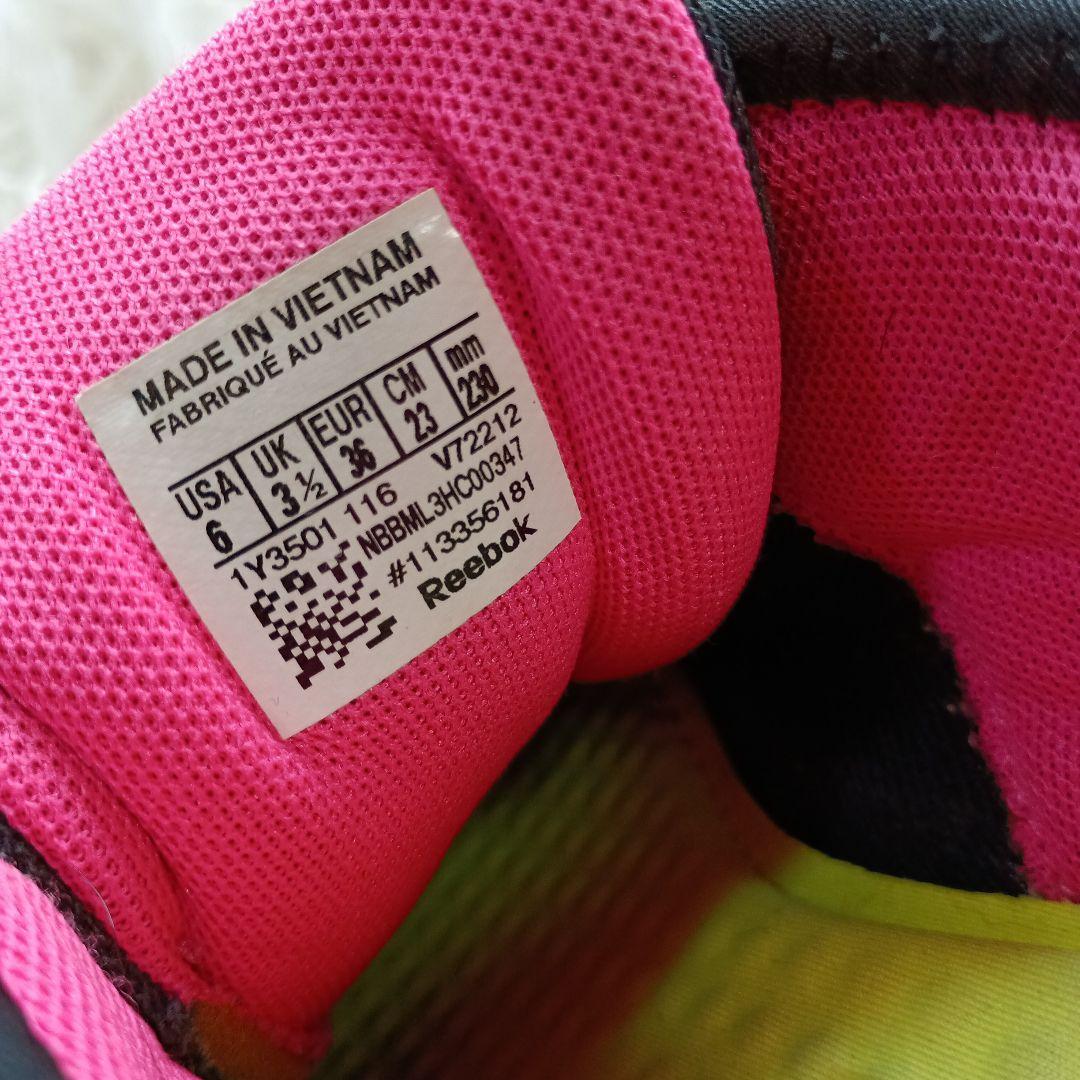 MADE IN VIETNAM
FABRIQUÉ AU VIETNAM
USA UK EUR CM mm
6 3½ 36 23 230
1Y3501 116 V72212
NBBML3HC00347
#113356181
Reebok